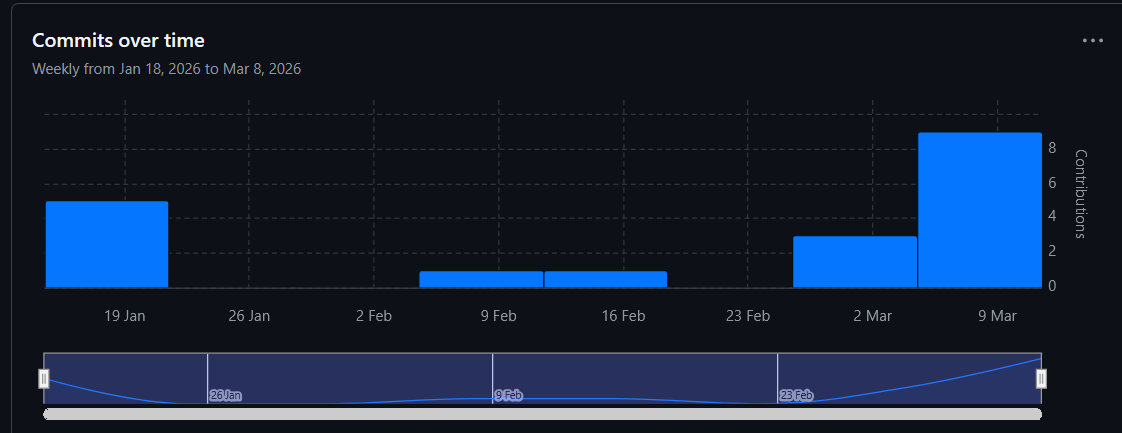 Commits over time
Weekly from Jan 18, 2026 to Mar 8, 2026
8
6
4
2
0
Contributions
19 Jan 26 Jan 2 Feb 9 Feb 16 Feb 23 Feb 2 Mar 9 Mar
26 Jan 9 Feb 23 Feb